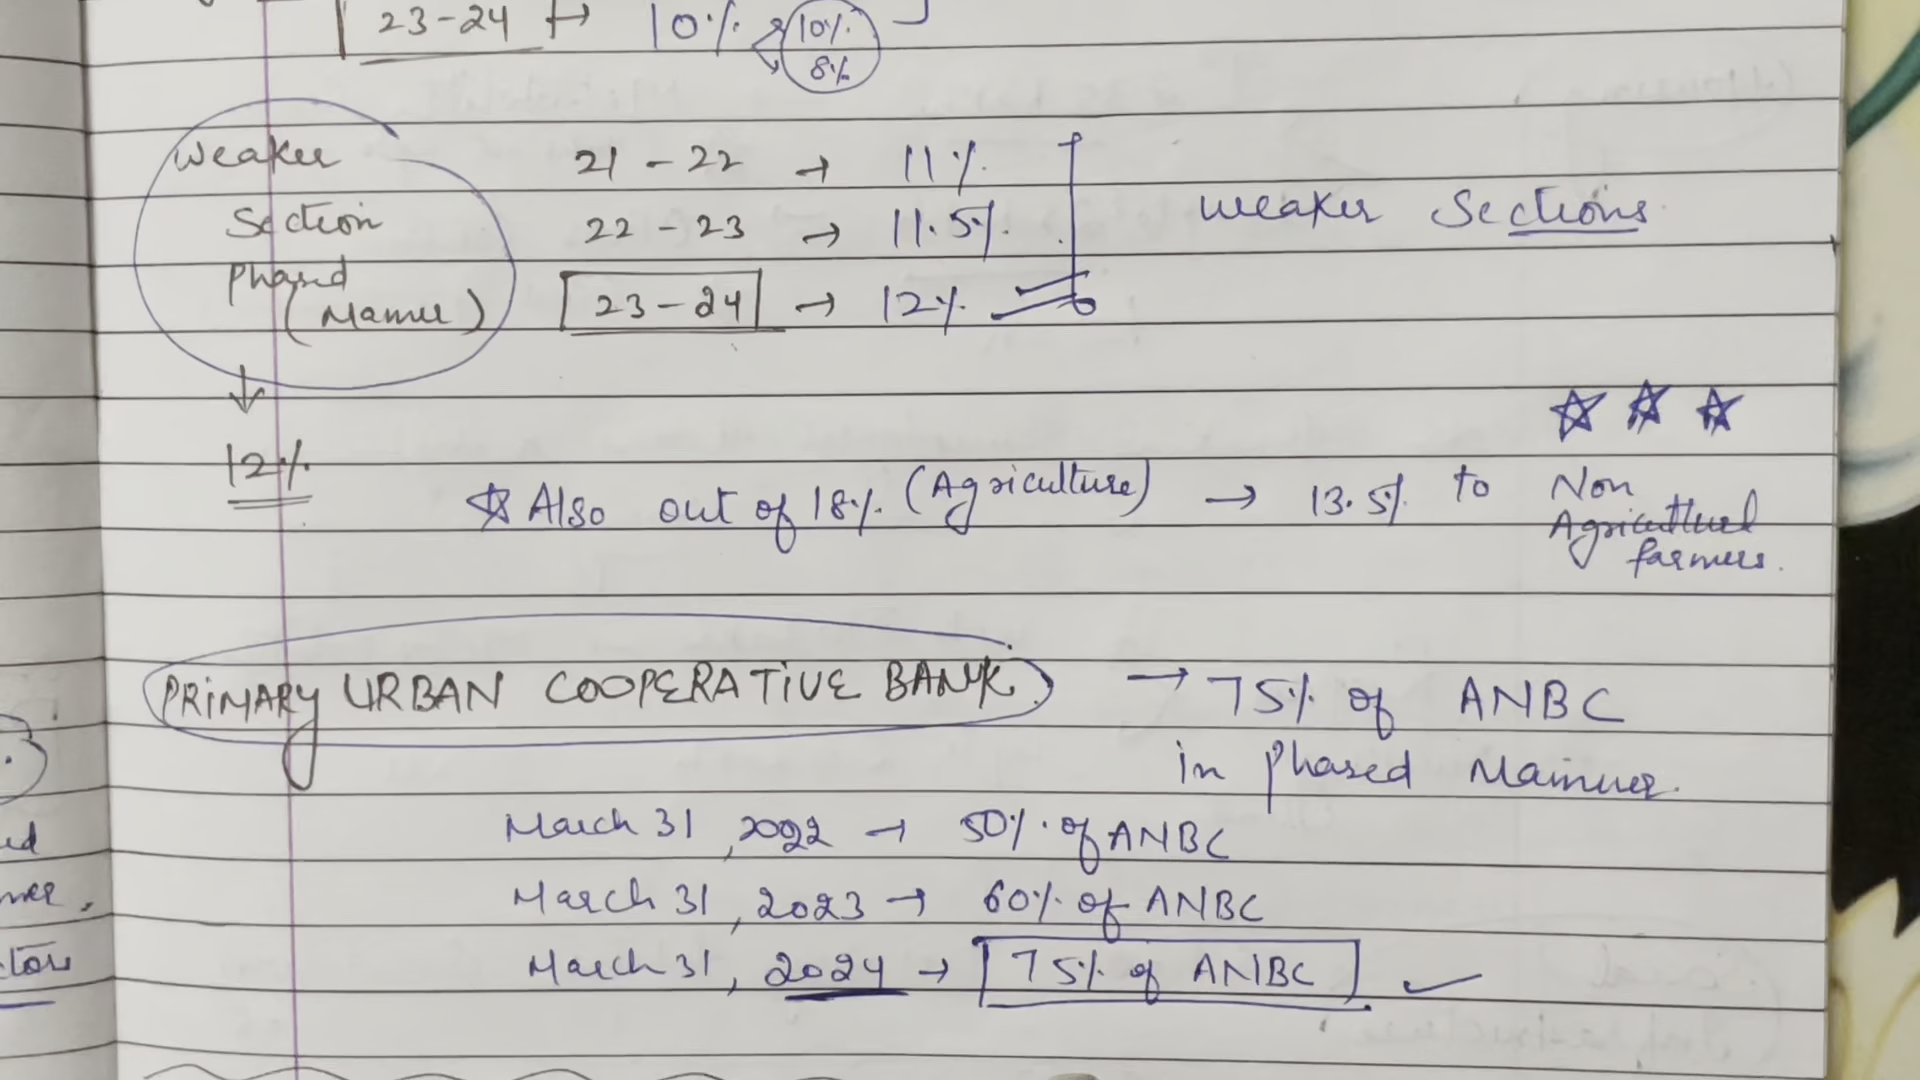 23-24 → 10% 10%
8%
Weaker
Section
Phased
(Manner)
21 - 22 → 11%
22 - 23 → 11.5%
23 - 24 → 12%
Weaker Sections
↓
12%
☆ ☆ ☆
☆ Also out of 18% (Agriculture) → 13.5% to Non
Agricultural
farmers.
PRIMARY URBAN COOPERATIVE BANK → 75% of ANBC
in Phased Manner.
March 31, 2022 → 50% of ANBC
March 31, 2023 → 60% of ANBC
March 31, 2024 → 75% of ANBC ✓